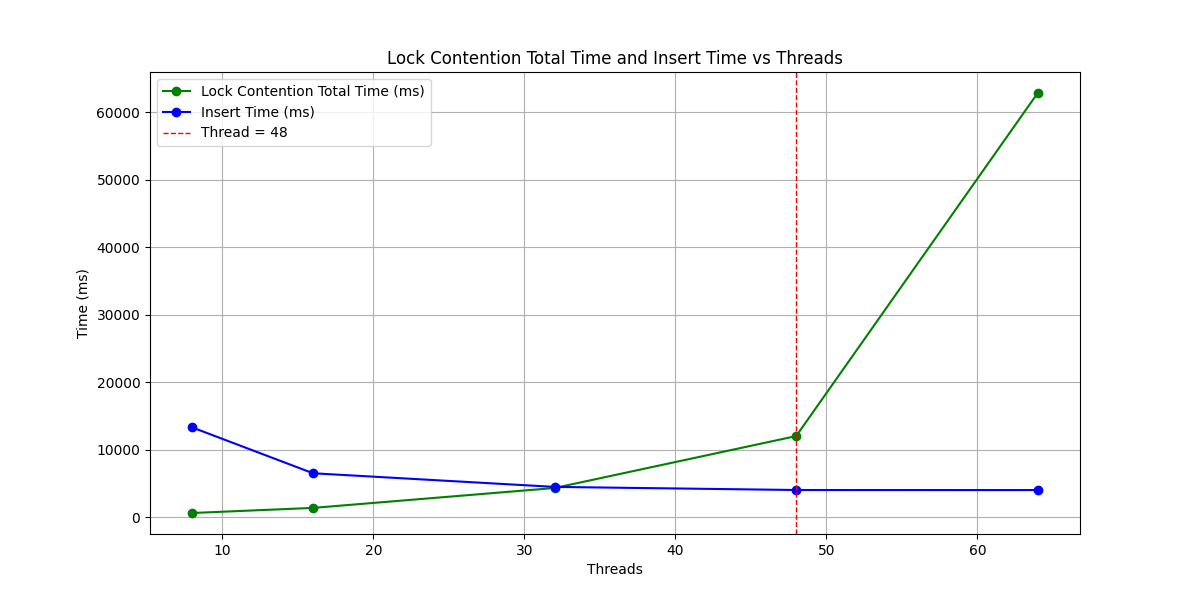 Lock Contention Total Time and Insert Time vs Threads
Lock Contention Total Time (ms)
Insert Time (ms)
Thread = 48
Time (ms)
60000
50000
40000
30000
20000
10000
0
10 20 30 40 50 60
Threads